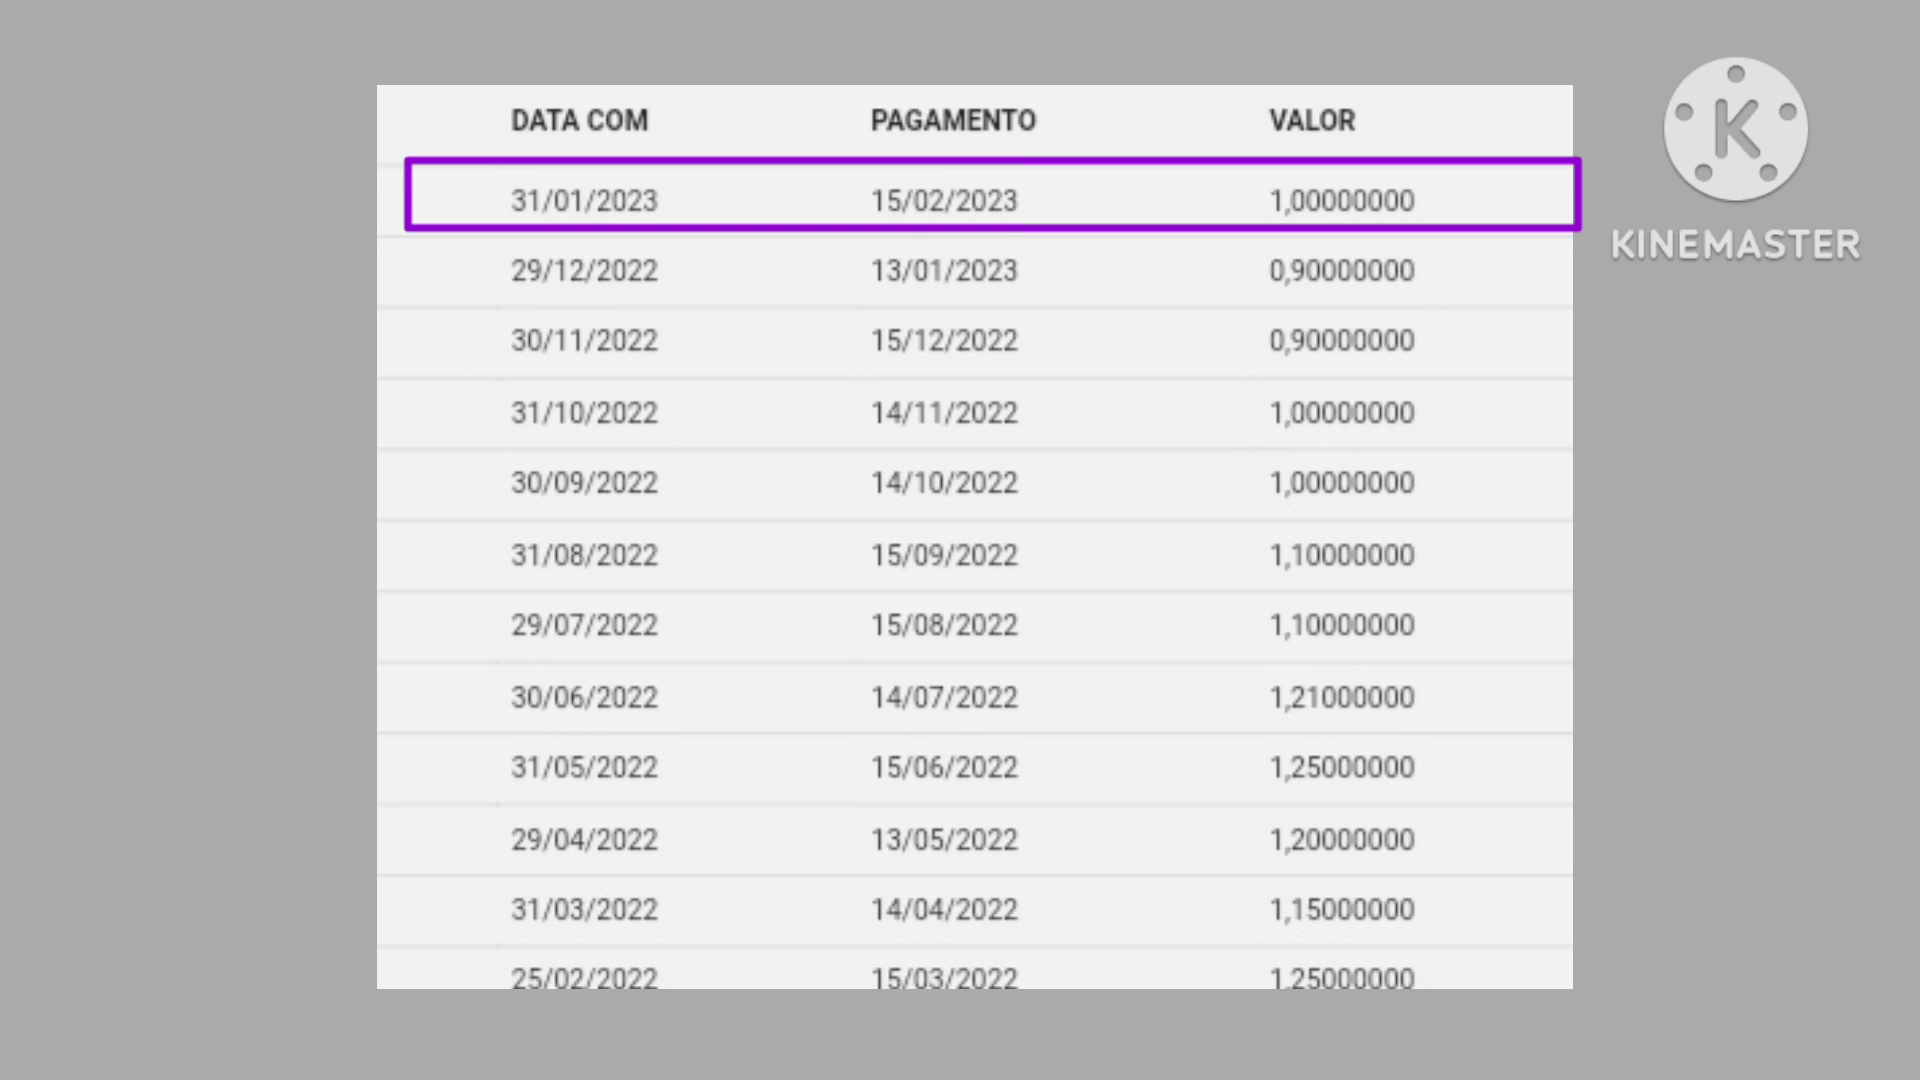 DATA COM PAGAMENTO VALOR
31/01/2023 15/02/2023 1,00000000
29/12/2022 13/01/2023 0,90000000
30/11/2022 15/12/2022 0,90000000
31/10/2022 14/11/2022 1,00000000
30/09/2022 14/10/2022 1,00000000
31/08/2022 15/09/2022 1,10000000
29/07/2022 15/08/2022 1,10000000
30/06/2022 14/07/2022 1,21000000
31/05/2022 15/06/2022 1,25000000
29/04/2022 13/05/2022 1,20000000
31/03/2022 14/04/2022 1,15000000
25/02/2022 15/03/2022 1,25000000
K
KINEMASTER